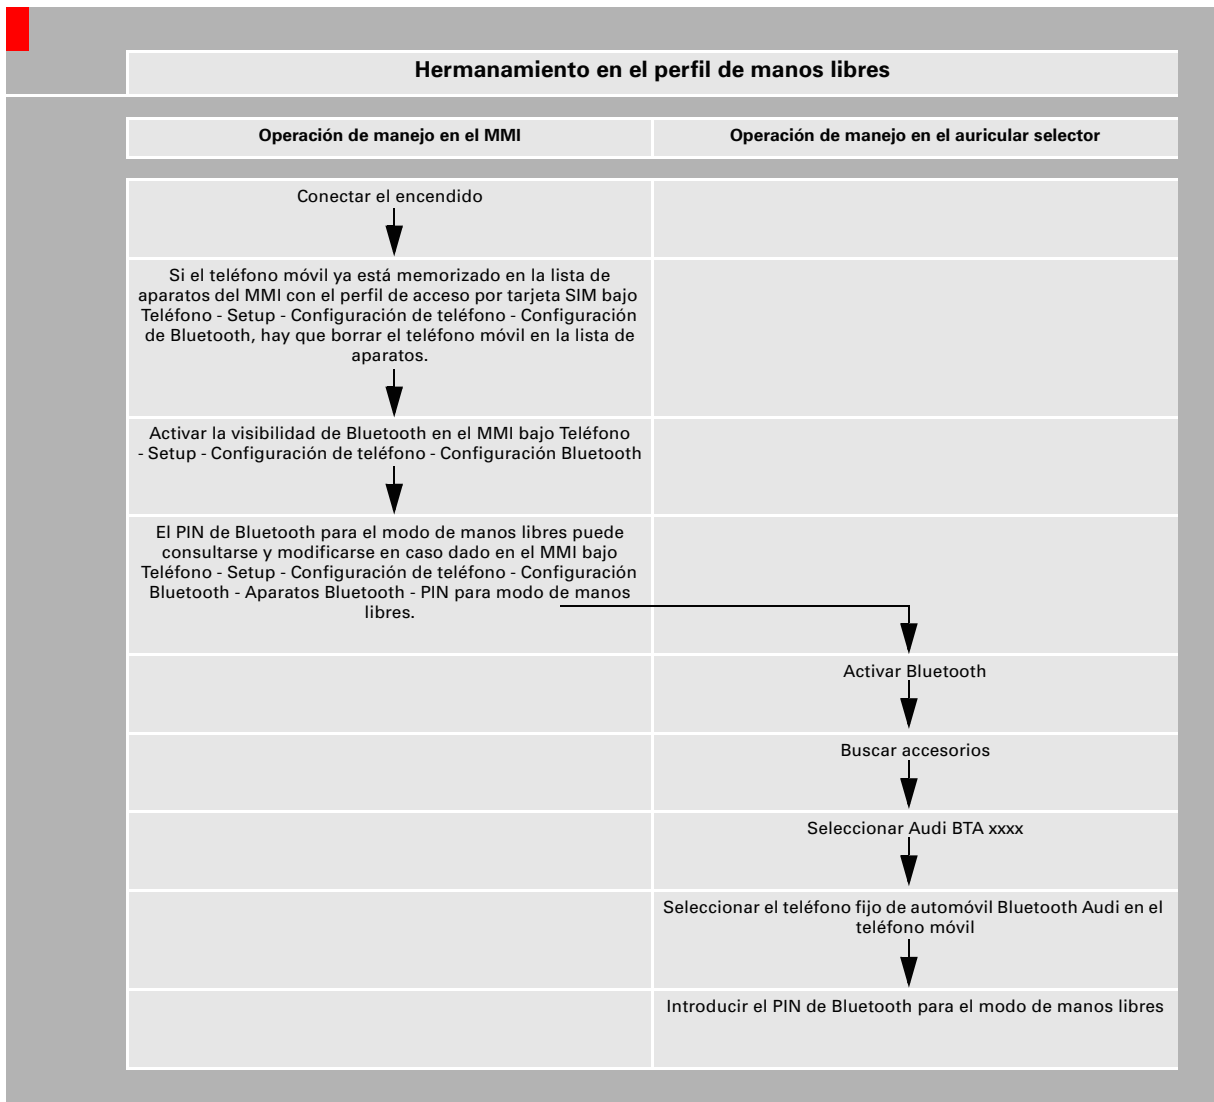 Hermanamiento en el perfil de manos libres
Operación de manejo en el MMI
Operación de manejo en el auricular selector
Conectar el encendido
Si el teléfono móvil ya está memorizado en la lista de
aparatos del MMI con el perfil de acceso por tarjeta SIM bajo
Teléfono - Setup - Configuración de teléfono - Configuración
de Bluetooth, hay que borrar el teléfono móvil en la lista de
aparatos.
Activar la visibilidad de Bluetooth en el MMI bajo Teléfono
- Setup - Configuración de teléfono - Configuración Bluetooth
El PIN de Bluetooth para el modo de manos libres puede
consultarse y modificarse en caso dado en el MMI bajo
Teléfono - Setup - Configuración de teléfono - Configuración
Bluetooth - Aparatos Bluetooth - PIN para modo de manos
libres.
Activar Bluetooth
Buscar accesorios
Seleccionar Audi BTA xxxx
Seleccionar el teléfono fijo de automóvil Bluetooth Audi en el
teléfono móvil
Introducir el PIN de Bluetooth para el modo de manos libres